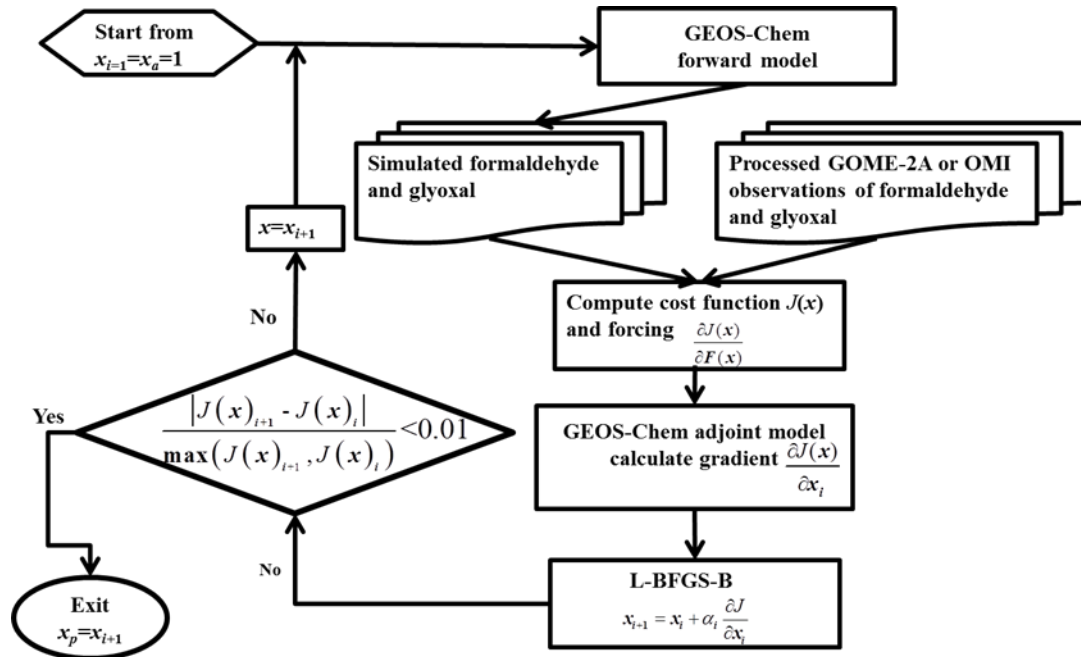 Start from
x_{i=1}=x_a=1
GEOS-Chem
forward model
Simulated formaldehyde
and glyoxal
Processed GOME-2A or OMI
observations of formaldehyde
and glyoxal
x=x_{i+1}
Compute cost function J(x)
and forcing ∂J(x)/∂F(x)
No
Yes
|J(x)_{i+1} - J(x)_i| / max(J(x)_{i+1}, J(x)_i) <0.01
GEOS-Chem adjoint model
calculate gradient ∂J(x)/∂x_i
No
L-BFGS-B
x_{i+1} = x_i + α_i ∂J/∂x_i
Exit
x_p=x_{i+1}